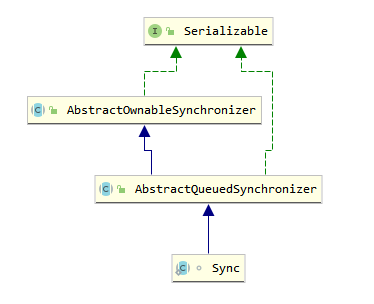 I Serializable
C AbstractOwnableSynchronizer
C AbstractQueuedSynchronizer
C Sync